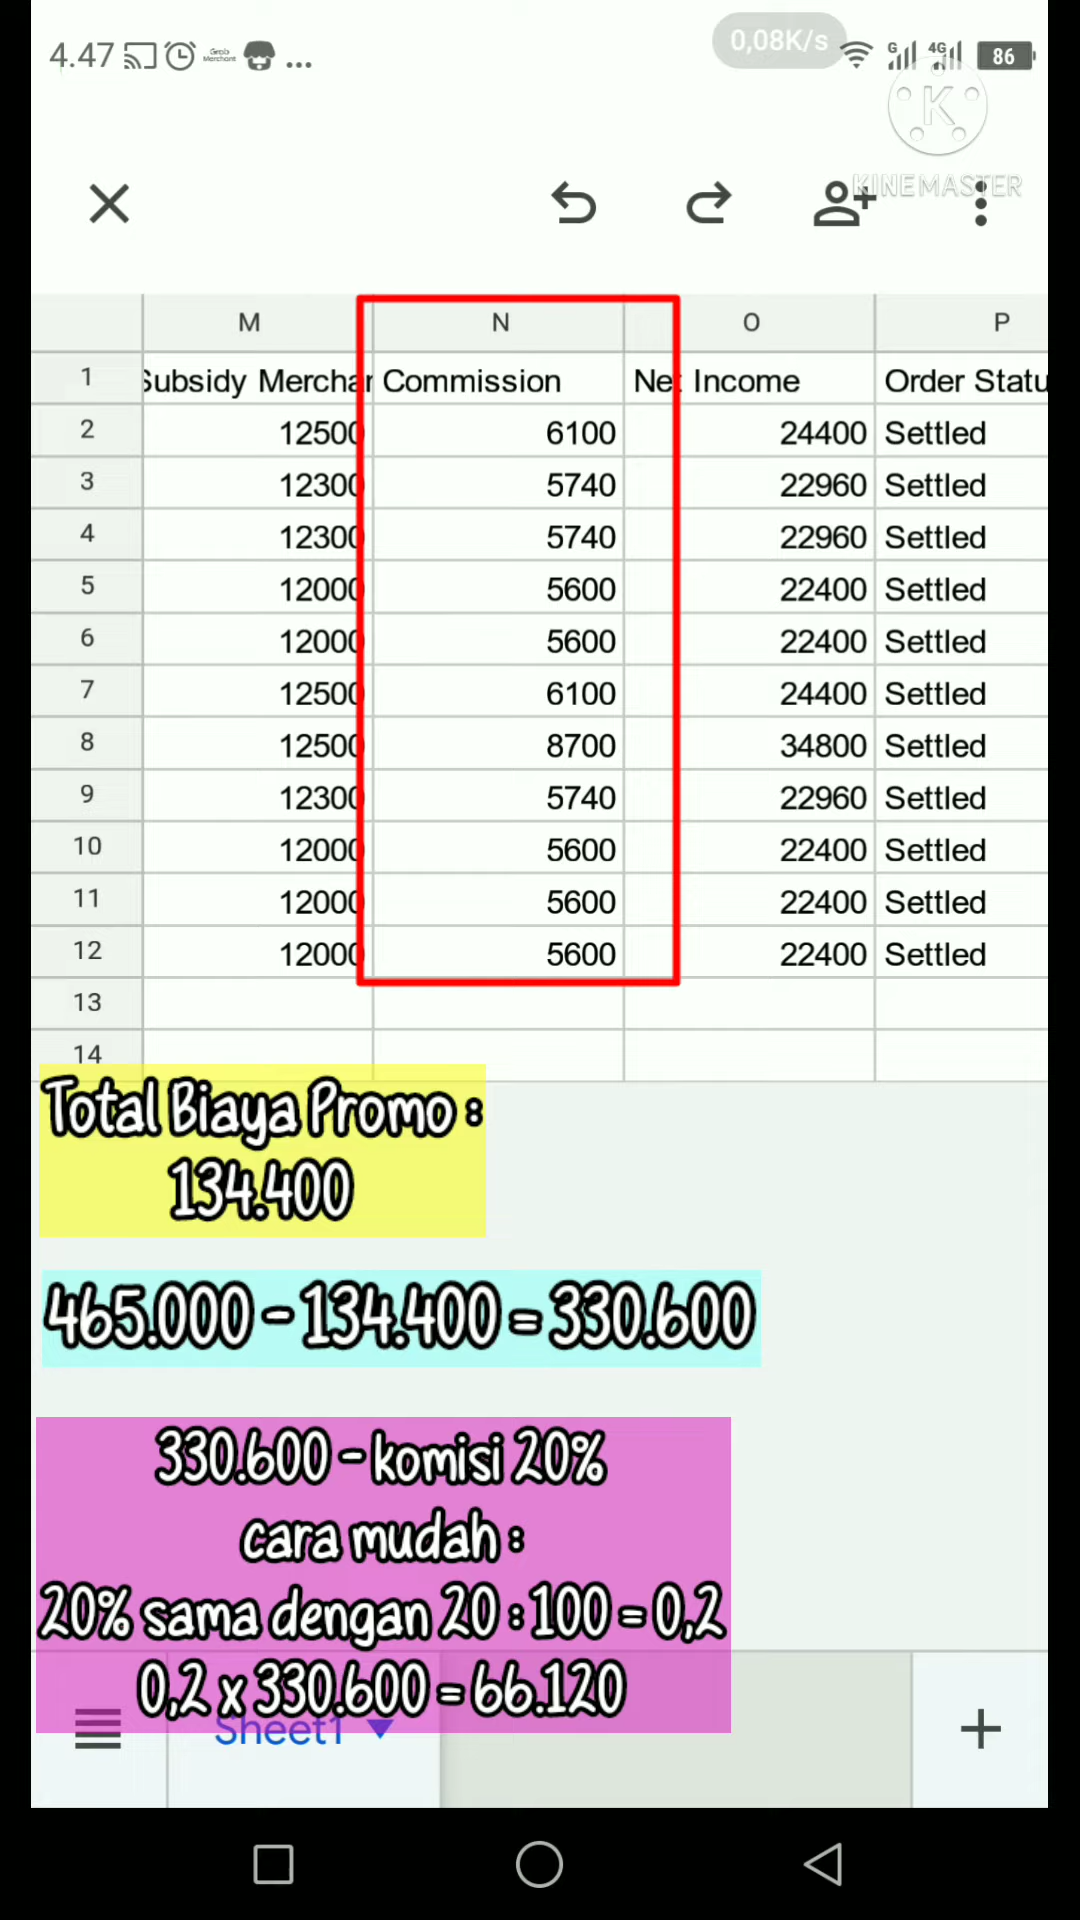 4.47 Grab Merchant ... 0,08K/s G 4G 86
K
KINEMASTER
M N O P
1 Subsidy Merchar Commission Net Income Order Statu
2 12500 6100 24400 Settled
3 12300 5740 22960 Settled
4 12300 5740 22960 Settled
5 12000 5600 22400 Settled
6 12000 5600 22400 Settled
7 12500 6100 24400 Settled
8 12500 8700 34800 Settled
9 12300 5740 22960 Settled
10 12000 5600 22400 Settled
11 12000 5600 22400 Settled
12 12000 5600 22400 Settled
13
14
Total Biaya Promo :
134.400
465.000 - 134.400 = 330.600
330.600 - komisi 20%
cara mudah :
20% sama dengan 20 : 100 = 0,2
0,2 x 330.600 = 66.120
Sheet1